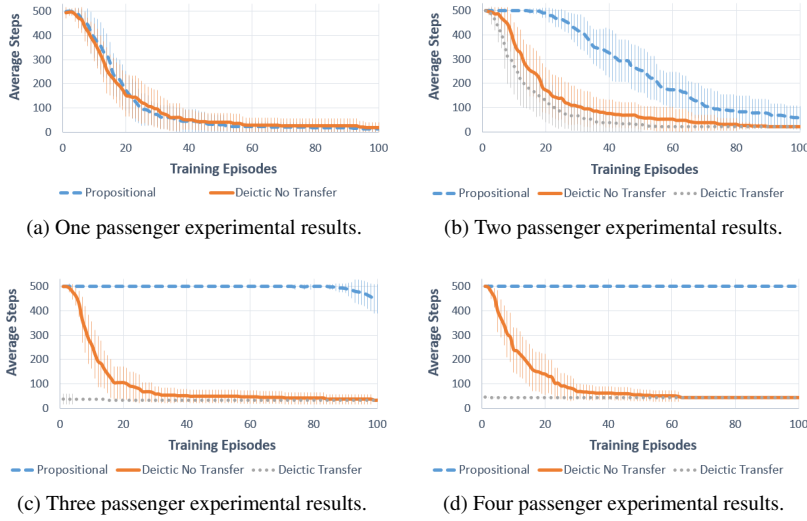 500
400
300
200
100
0
Average Steps
0 20 40 60 80 100
Training Episodes
Propositional Deictic No Transfer
(a) One passenger experimental results.
500
400
300
200
100
0
Average Steps
0 20 40 60 80 100
Training Episodes
Propositional Deictic No Transfer Deictic Transfer
(b) Two passenger experimental results.
500
400
300
200
100
0
Average Steps
0 20 40 60 80 100
Training Episodes
Propositional Deictic No Transfer Deictic Transfer
(c) Three passenger experimental results.
500
400
300
200
100
0
Average Steps
0 20 40 60 80 100
Training Episodes
Propositional Deictic No Transfer Deictic Transfer
(d) Four passenger experimental results.